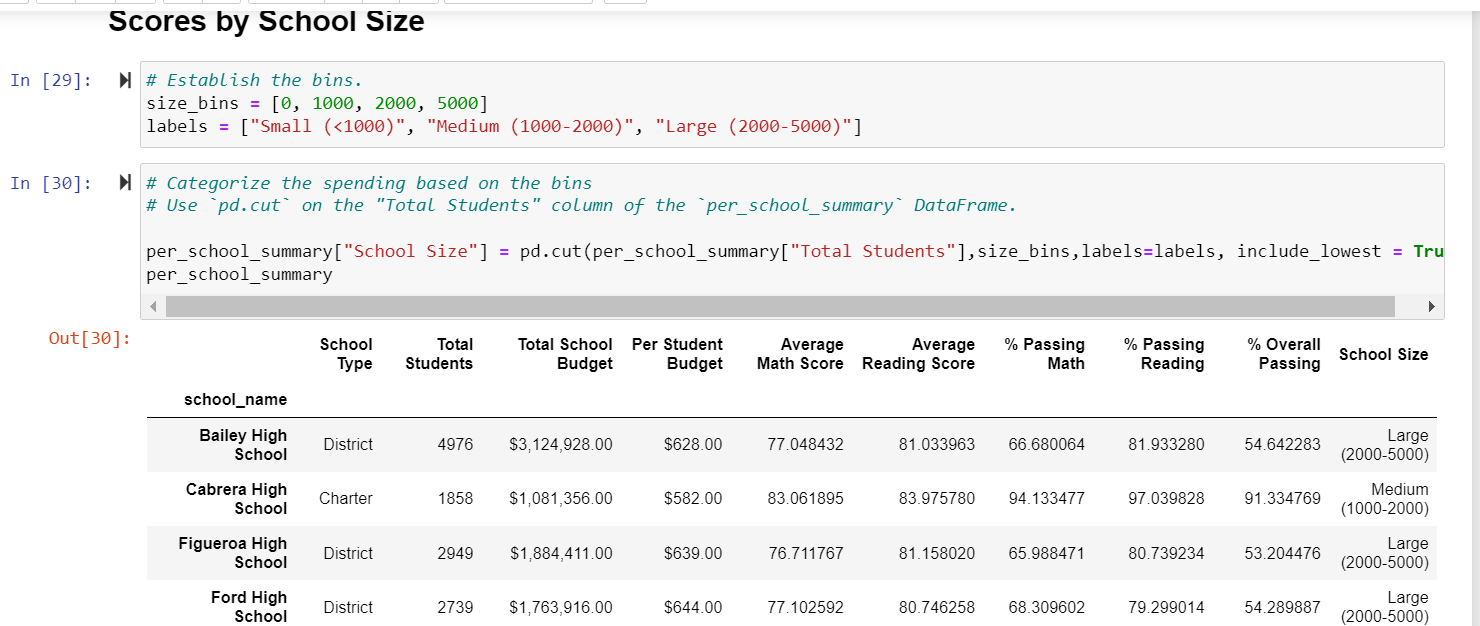 Scores by School Size
In [29]:
# Establish the bins.
size_bins = [0, 1000, 2000, 5000]
labels = ["Small (<1000)", "Medium (1000-2000)", "Large (2000-5000)"]
In [30]:
# Categorize the spending based on the bins
# Use `pd.cut` on the "Total Students" column of the `per_school_summary` DataFrame.
per_school_summary["School Size"] = pd.cut(per_school_summary["Total Students"],size_bins,labels=labels, include_lowest = Tru
per_school_summary
Out[30]:
School Total Total School Per Student Average Average % Passing % Passing % Overall School Size
Type Students Budget Budget Math Score Reading Score Math Reading Passing
school_name
Bailey High School District 4976 $3,124,928.00 $628.00 77.048432 81.033963 66.680064 81.933280 54.642283 Large (2000-5000)
Cabrera High School Charter 1858 $1,081,356.00 $582.00 83.061895 83.975780 94.133477 97.039828 91.334769 Medium (1000-2000)
Figueroa High School District 2949 $1,884,411.00 $639.00 76.711767 81.158020 65.988471 80.739234 53.204476 Large (2000-5000)
Ford High School District 2739 $1,763,916.00 $644.00 77.102592 80.746258 68.309602 79.299014 54.289887 Large (2000-5000)